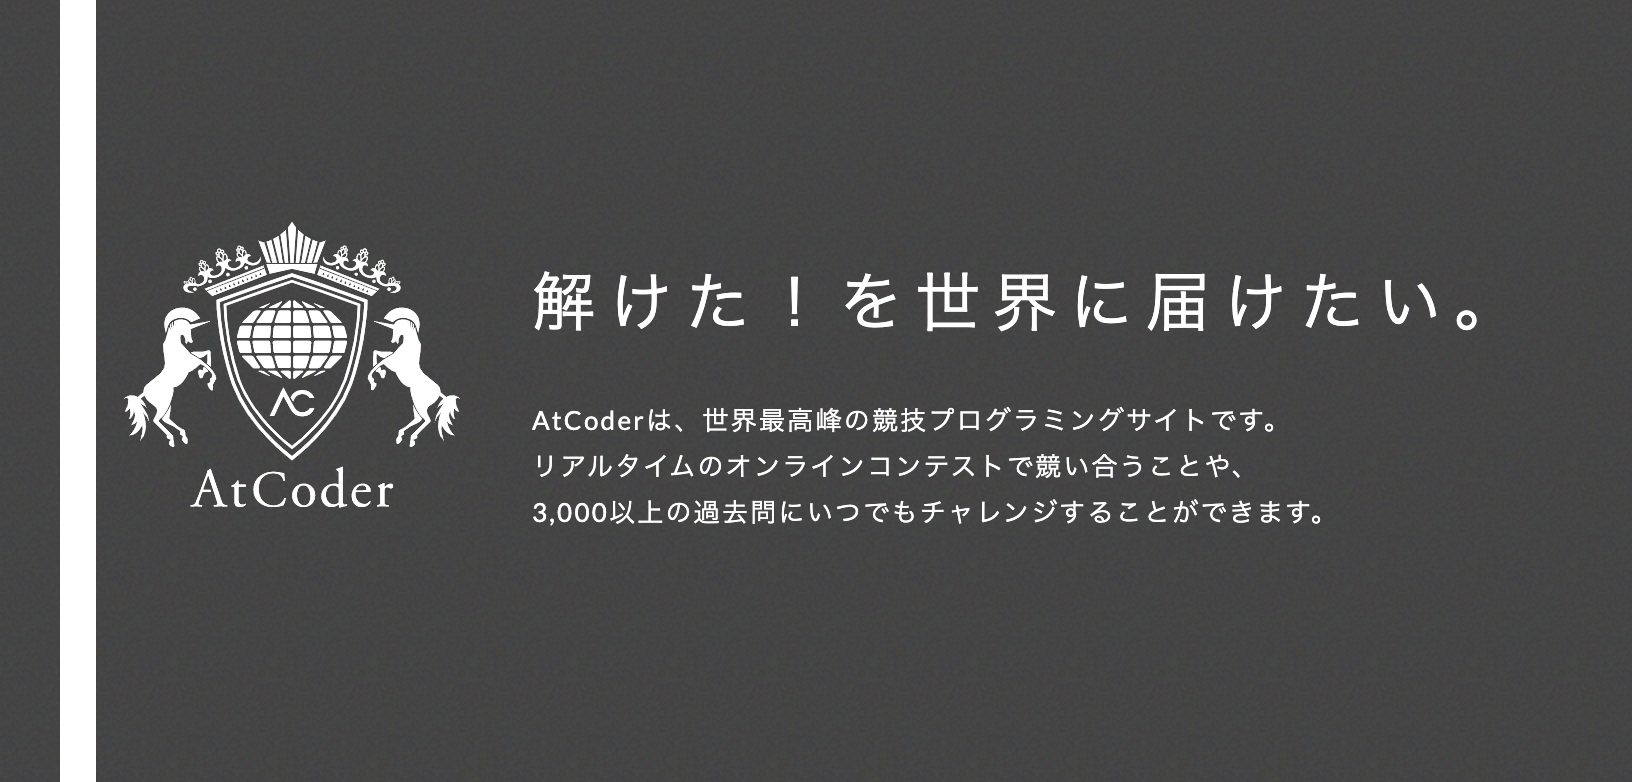 AC
AtCoder
解けた！を世界に届けたい。
AtCoderは、世界最高峰の競技プログラミングサイトです。
リアルタイムのオンラインコンテストで競い合うことや、
3,000以上の過去問にいつでもチャレンジすることができます。